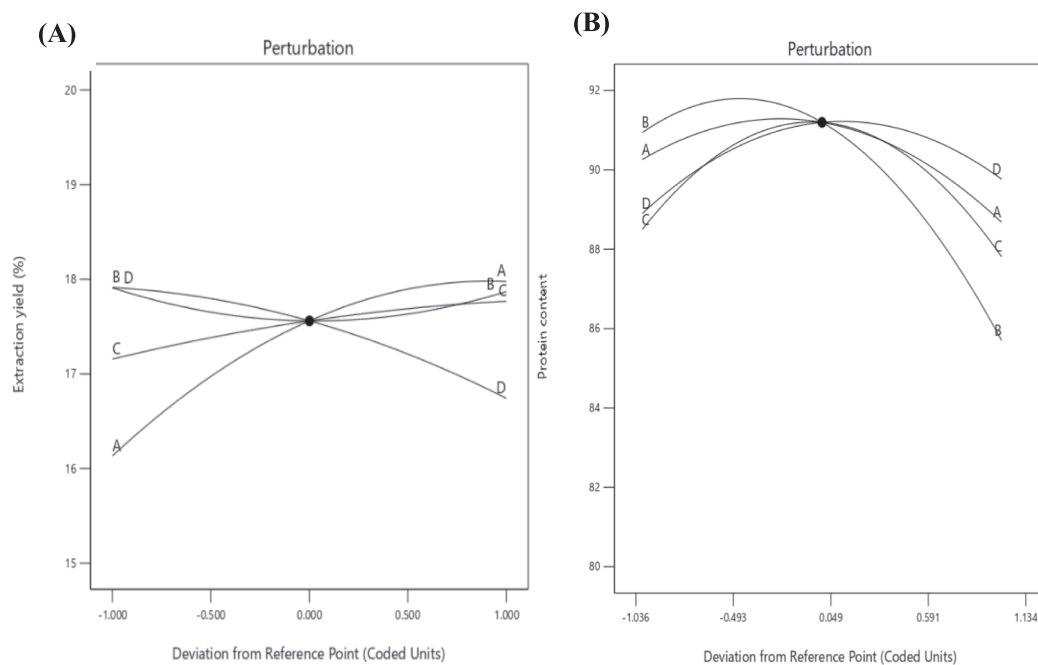 (A)
Perturbation
Extraction yield (%)
20
19
18
17
16
15
B D
C
A
A
B
C
D
-1.000
-0.500
0.000
0.500
1.000
Deviation from Reference Point (Coded Units)
(B)
Perturbation
Protein content
92
90
88
86
84
82
80
B
A
D
C
D
A
C
B
-1.036
-0.493
0.049
0.591
1.134
Deviation from Reference Point (Coded Units)